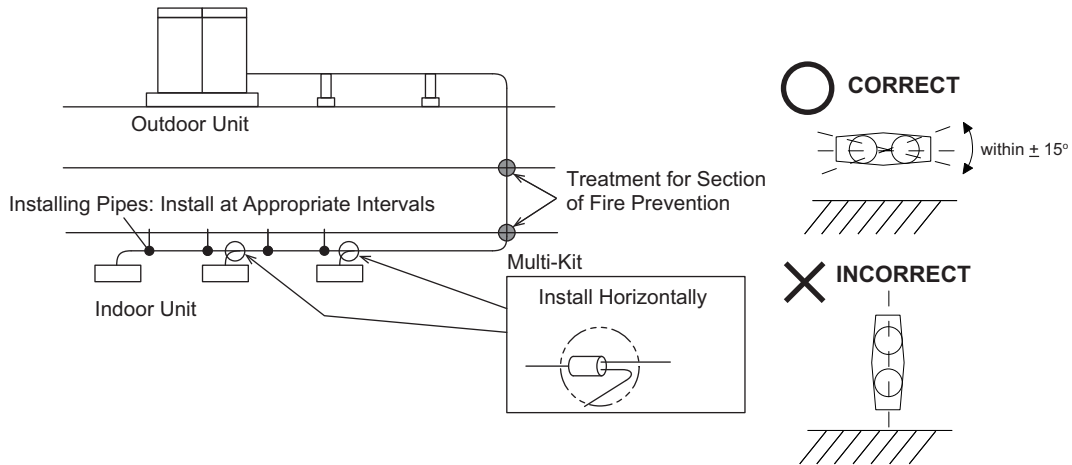 Outdoor Unit
Installing Pipes: Install at Appropriate Intervals
Indoor Unit
Treatment for Section
of Fire Prevention
Multi-Kit
Install Horizontally
CORRECT
within ± 15°
INCORRECT